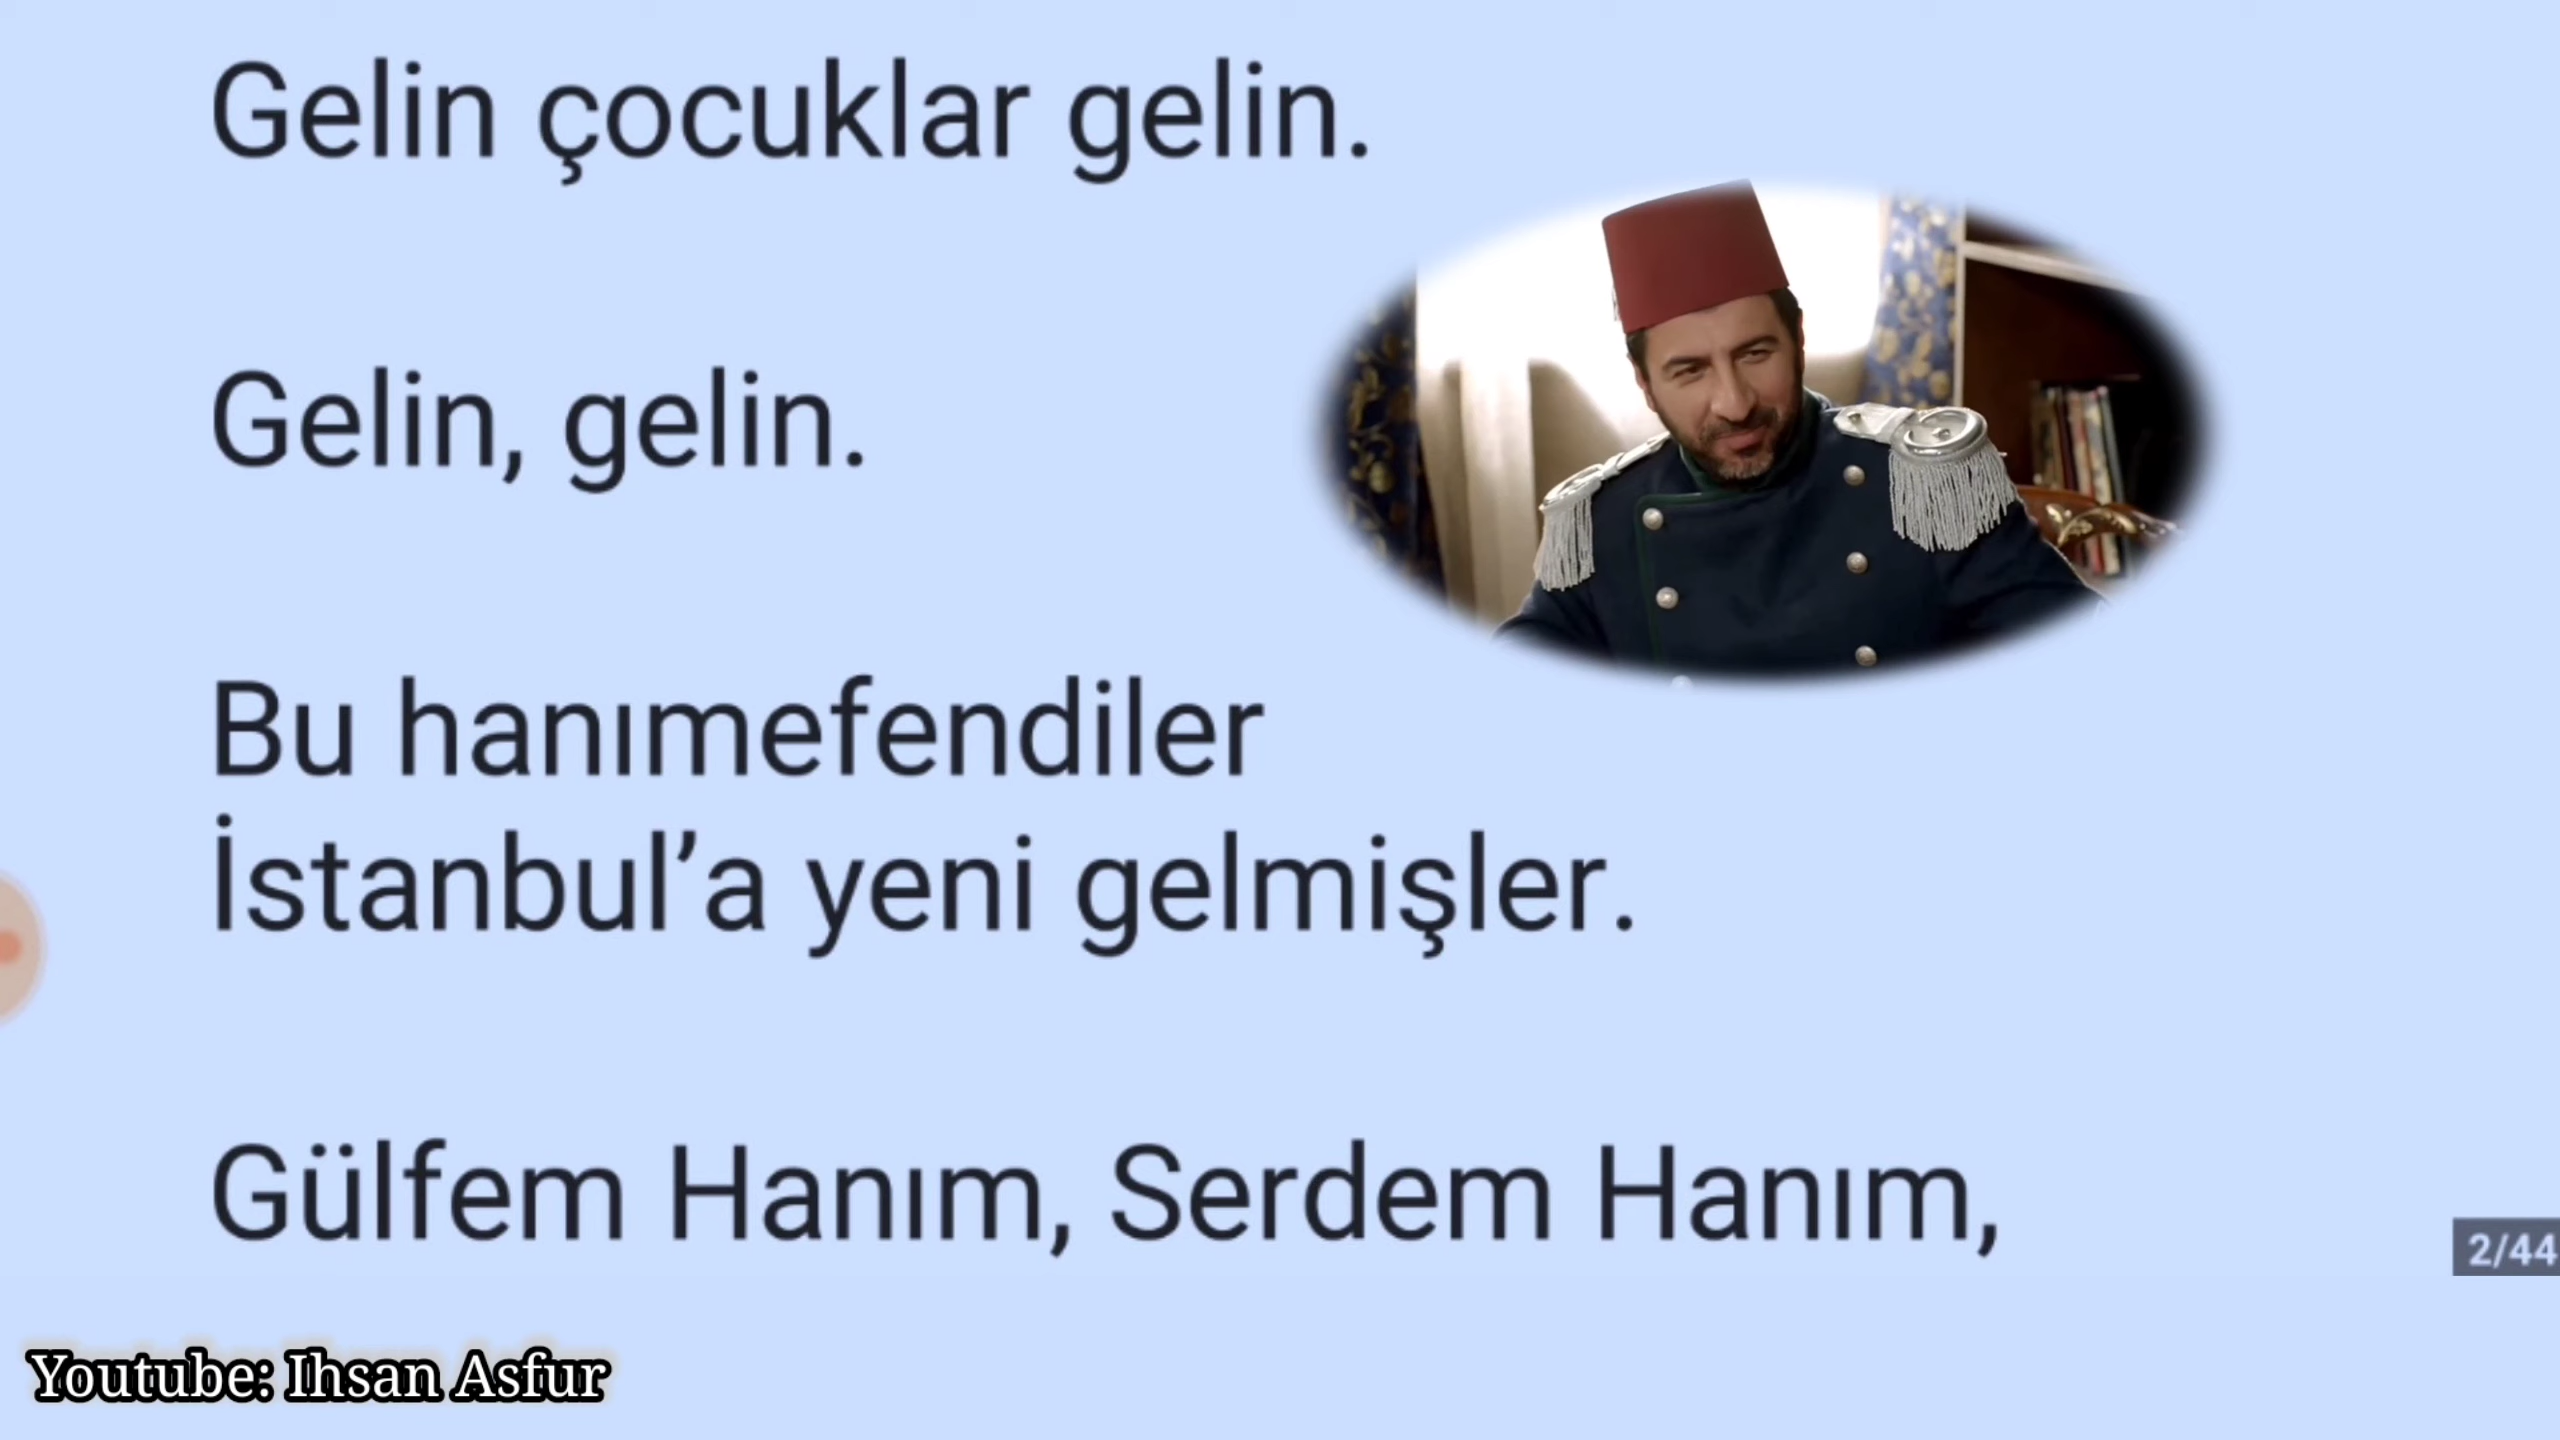 Gelin çocuklar gelin.
Gelin, gelin.
Bu hanımefendiler
İstanbul’a yeni gelmişler.
Gülfem Hanım, Serdem Hanım,
2/44
Youtube: Ihsan Asfur